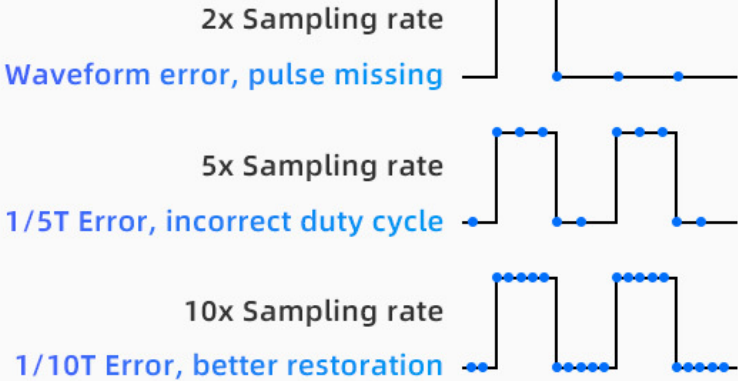 2x Sampling rate
Waveform error, pulse missing
5x Sampling rate
1/5T Error, incorrect duty cycle
10x Sampling rate
1/10T Error, better restoration